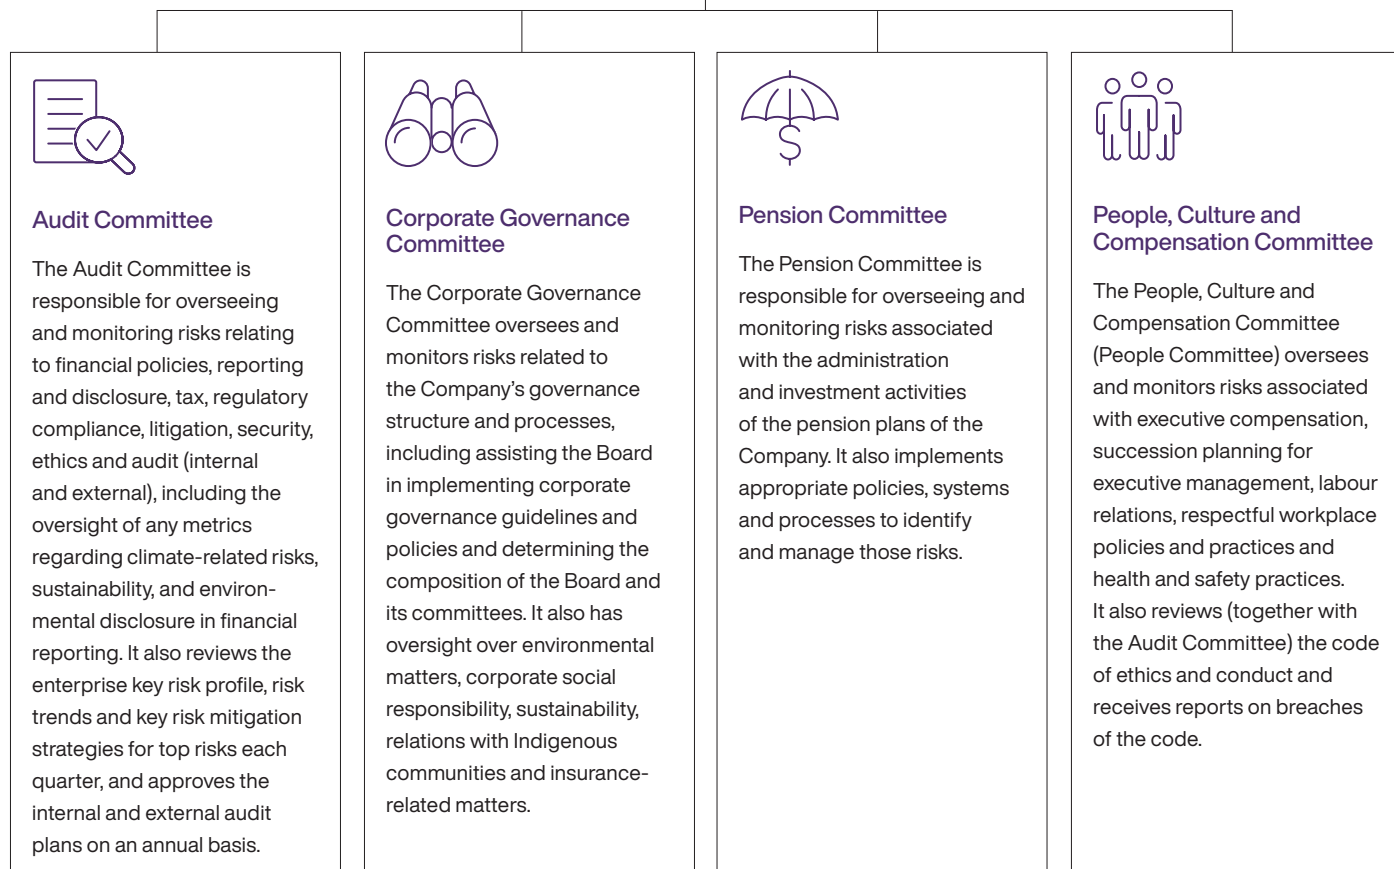 Audit Committee
The Audit Committee is
responsible for overseeing
and monitoring risks relating
to financial policies, reporting
and disclosure, tax, regulatory
compliance, litigation, security,
ethics and audit (internal
and external), including the
oversight of any metrics
regarding climate-related risks,
sustainability, and environ-
mental disclosure in financial
reporting. It also reviews the
enterprise key risk profile, risk
trends and key risk mitigation
strategies for top risks each
quarter, and approves the
internal and external audit
plans on an annual basis.
Corporate Governance
Committee
The Corporate Governance
Committee oversees and
monitors risks related to
the Company’s governance
structure and processes,
including assisting the Board
in implementing corporate
governance guidelines and
policies and determining the
composition of the Board and
its committees. It also has
oversight over environmental
matters, corporate social
responsibility, sustainability,
relations with Indigenous
communities and insurance-
related matters.
Pension Committee
The Pension Committee is
responsible for overseeing and
monitoring risks associated
with the administration
and investment activities
of the pension plans of the
Company. It also implements
appropriate policies, systems
and processes to identify
and manage those risks.
People, Culture and
Compensation Committee
The People, Culture and
Compensation Committee
(People Committee) oversees
and monitors risks associated
with executive compensation,
succession planning for
executive management, labour
relations, respectful workplace
policies and practices and
health and safety practices.
It also reviews (together with
the Audit Committee) the code
of ethics and conduct and
receives reports on breaches
of the code.